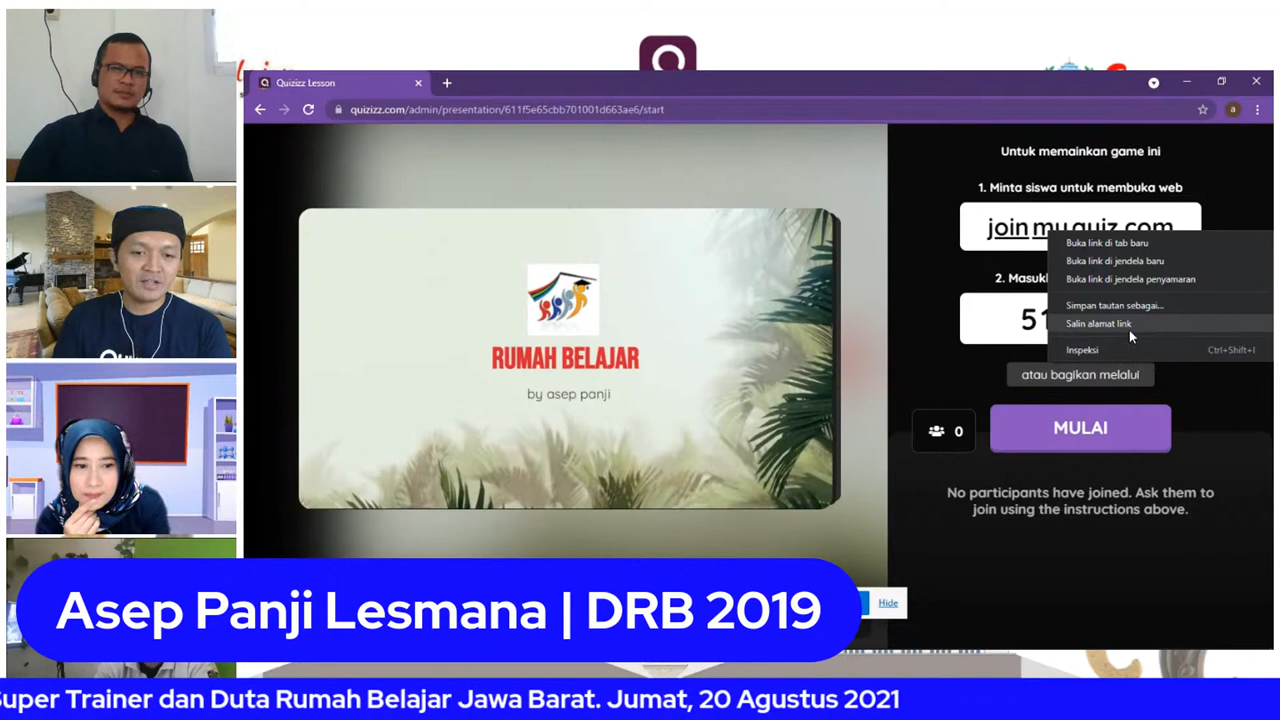 Quizizz Lesson
quizizz.com/admin/presentation/611f5e65cbb701001d663ae6/start
a
Untuk memainkan game ini
1. Minta siswa untuk membuka web
joinmyquiz.com
Buka link di tab baru
Buka link di jendela baru
Buka link di jendela penyamaran
Simpan tautan sebagai...
Salin alamat link
Inspeksi Ctrl+Shift+I
2.
51
atau bagikan melalui
0
MULAI
No participants have joined. Ask them to
join using the instructions above.
RUMAH BELAJAR
by asep panji
Hide
Asep Panji Lesmana | DRB 2019
Super Trainer dan Duta Rumah Belajar Jawa Barat. Jumat, 20 Agustus 2021